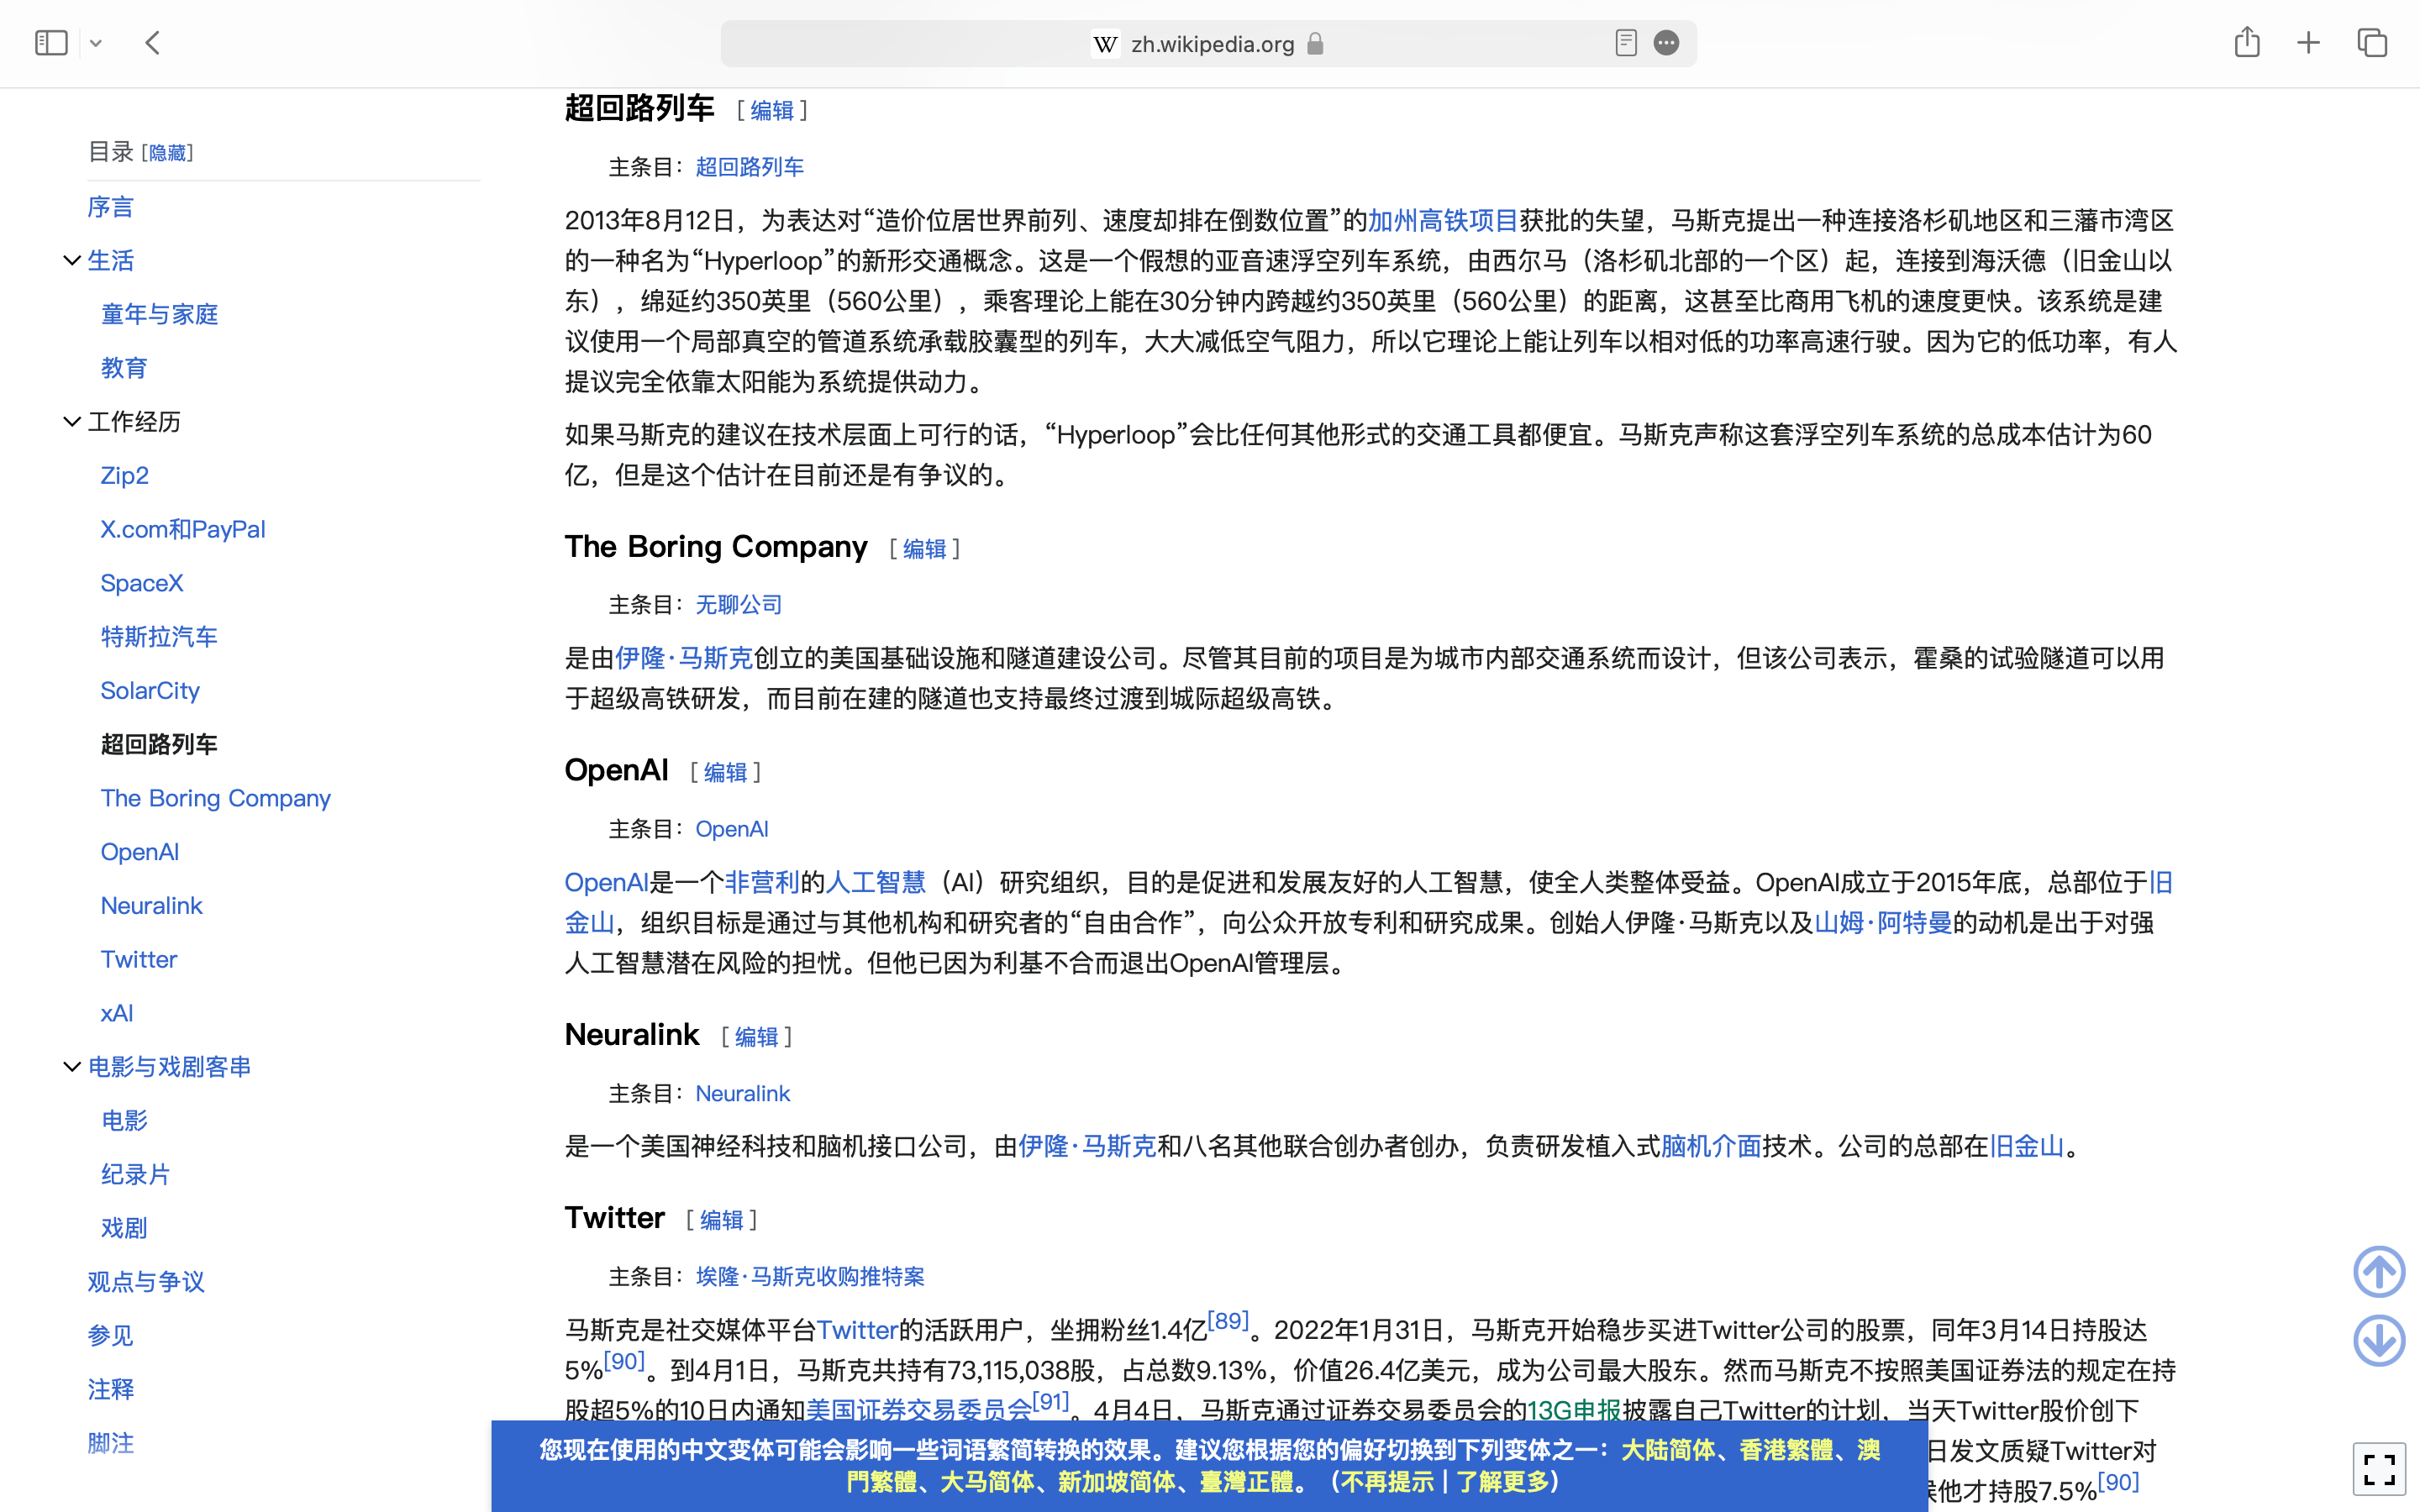 zh.wikipedia.org
目录 [隐藏]
序言
生活
童年与家庭
教育
工作经历
Zip2
X.com和PayPal
SpaceX
特斯拉汽车
SolarCity
超回路列车
The Boring Company
OpenAI
Neuralink
Twitter
xAI
电影与戏剧客串
电影
纪录片
戏剧
观点与争议
参见
注释
脚注
超回路列车 [ 编辑 ]
主条目：超回路列车
2013年8月12日，为表达对“造价位居世界前列、速度却排在倒数位置”的加州高铁项目获批的失望，马斯克提出一种连接洛杉矶地区和三藩市湾区
的一种名为“Hyperloop”的新形交通概念。这是一个假想的亚音速浮空列车系统，由西尔马（洛杉矶北部的一个区）起，连接到海沃德（旧金山以
东），绵延约350英里（560公里），乘客理论上能在30分钟内跨越约350英里（560公里）的距离，这甚至比商用飞机的速度更快。该系统是建
议使用一个局部真空的管道系统承载胶囊型的列车，大大减低空气阻力，所以它理论上能让列车以相对低的功率高速行驶。因为它的低功率，有人
提议完全依靠太阳能为系统提供动力。
如果马斯克的建议在技术层面上可行的话，“Hyperloop”会比任何其他形式的交通工具都便宜。马斯克声称这套浮空列车系统的总成本估计为60
亿，但是这个估计在目前还是有争议的。
The Boring Company [ 编辑 ]
主条目：无聊公司
是由伊隆·马斯克创立的美国基础设施和隧道建设公司。尽管其目前的项目是为城市内部交通系统而设计，但该公司表示，霍桑的试验隧道可以用
于超级高铁研发，而目前在建的隧道也支持最终过渡到城际超级高铁。
OpenAI [ 编辑 ]
主条目：OpenAI
OpenAI是一个非营利的人工智慧（AI）研究组织，目的是促进和发展友好的人工智慧，使全人类整体受益。OpenAI成立于2015年底，总部位于旧
金山，组织目标是通过与其他机构和研究者的“自由合作”，向公众开放专利和研究成果。创始人伊隆·马斯克以及山姆·阿特曼的动机是出于对强
人工智慧潜在风险的担忧。但他已因为利基不合而退出OpenAI管理层。
Neuralink [ 编辑 ]
主条目：Neuralink
是一个美国神经科技和脑机接口公司，由伊隆·马斯克和八名其他联合创办者创办，负责研发植入式脑机介面技术。公司的总部在旧金山。
Twitter [ 编辑 ]
主条目：埃隆·马斯克收购推特案
马斯克是社交媒体平台Twitter的活跃用户，坐拥粉丝1.4亿[89]。2022年1月31日，马斯克开始稳步买进Twitter公司的股票，同年3月14日持股达
5%[90]。到4月1日，马斯克共持有73,115,038股，占总数9.13%，价值26.4亿美元，成为公司最大股东。然而马斯克不按照美国证券法的规定在持
股超5%的10日内通知美国证券交易委员会[91]。4月4日，马斯克通过证券交易委员会的13G申报披露自己Twitter的计划，当天Twitter股价创下
日发文质疑Twitter对
他才持股7.5%[90]
您现在使用的中文变体可能会影响一些词语繁简转换的效果。建议您根据您的偏好切换到下列变体之一：大陆简体、香港繁體、澳
門繁體、大马简体、新加坡简体、臺灣正體。（不再提示 | 了解更多）